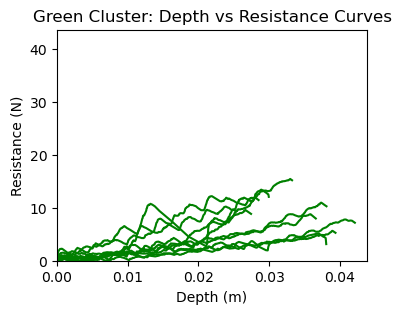 Green Cluster: Depth vs Resistance Curves
40
30
20
10
0
Resistance (N)
0.00 0.01 0.02 0.03 0.04
Depth (m)